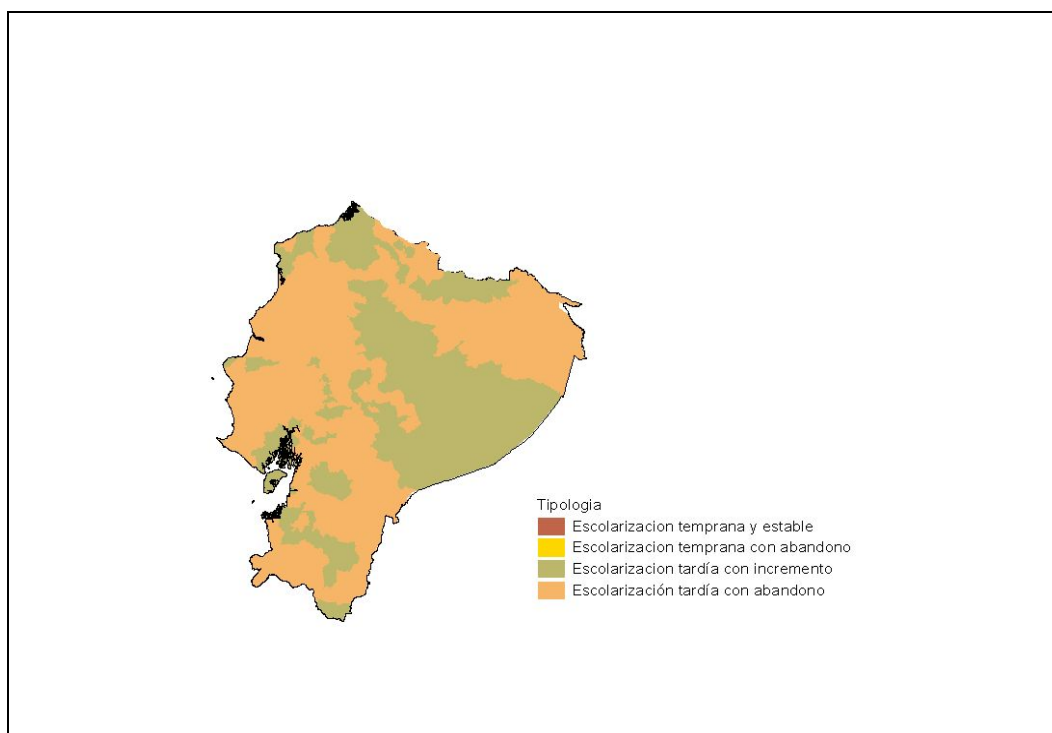 Tipologia
Escolarizacion temprana y estable
Escolarizacion temprana con abandono
Escolarizacion tardía con incremento
Escolarización tardía con abandono